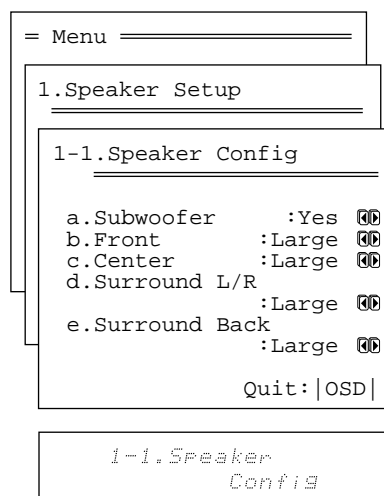 = Menu
1.Speaker Setup
1-1.Speaker Config
a.Subwoofer :Yes
b.Front :Large
c.Center :Large
d.Surround L/R
:Large
e.Surround Back
:Large
Quit:|OSD|
1-1.Speaker
Config